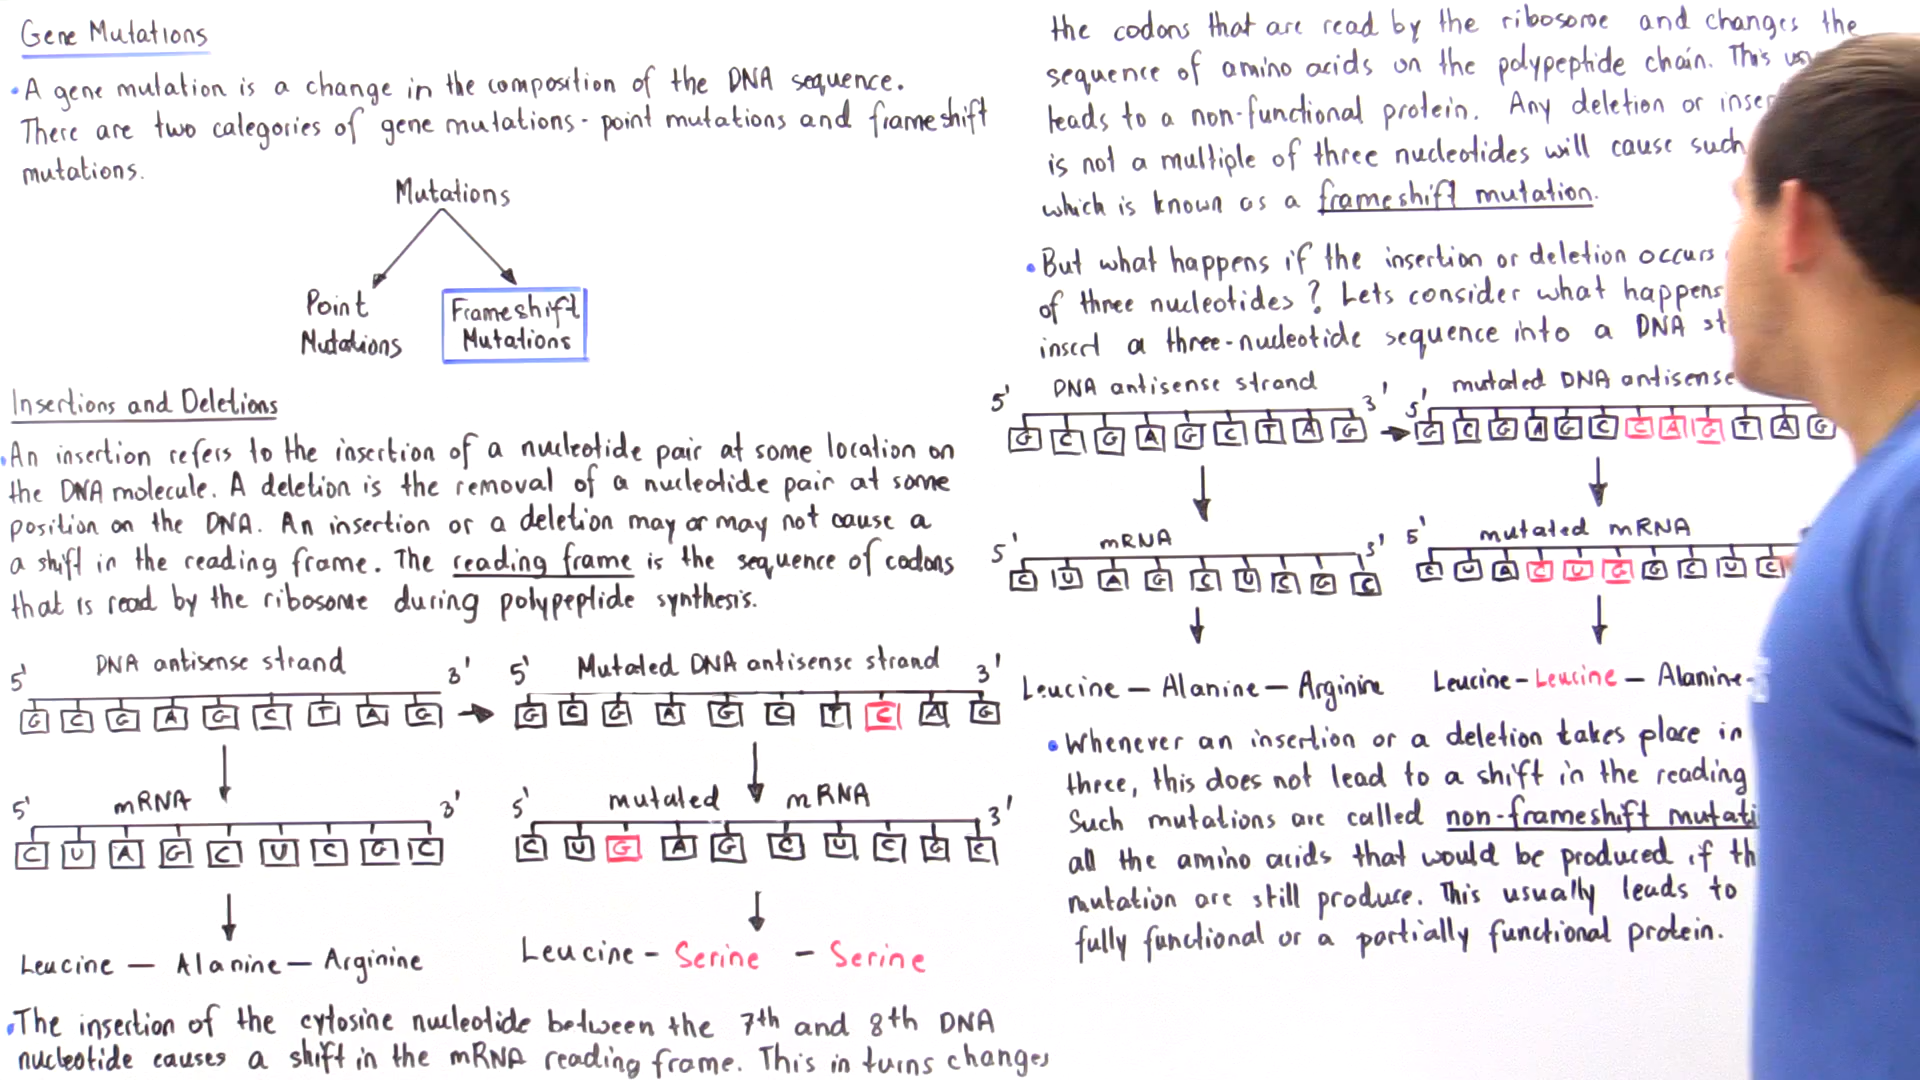 Gene Mutations
• A gene mutation is a change in the composition of the DNA sequence.
There are two categories of gene mutations - point mutations and frameshift
mutations.
Mutations
Point
Mutations
Frameshift
Mutations
Insertions and Deletions
• An insertion refers to the insertion of a nucleotide pair at some location on
the DNA molecule. A deletion is the removal of a nucleotide pair at some
position on the DNA. An insertion or a deletion may or may not cause a
a shift in the reading frame. The reading frame is the sequence of codons
that is read by the ribosome during polypeptide synthesis.
5' DNA antisense strand 3'
G C G A G C T A G
5' mRNA 3'
C U A G C U C G C
Leucine — Alanine — Arginine
5' Mutated DNA antisense strand 3'
G C G A G C T C A G
5' mutated mRNA 3'
C U G A G C U C G C
Leucine - Serine - Serine
• The insertion of the cytosine nucleotide between the 7th and 8th DNA
nucleotide causes a shift in the mRNA reading frame. This in turns changes
the codons that are read by the ribosome and changes the
sequence of amino acids on the polypeptide chain. This
leads to a non-functional protein. Any deletion or
is not a multiple of three nucleotides will cause such
which is known as a frameshift mutation.
• But what happens if the insertion or deletion occurs
of three nucleotides? Lets consider what happens
insert a three-nucleotide sequence into a DNA
5' DNA antisense strand 3'
G C G A G C T A G
5' mRNA 3'
C U A G C U C G C
Leucine — Alanine — Arginine
5' mutated DNA antisense
G C G A G C C A G T A G
5' mutated mRNA
C U A C U G G C U C
Leucine - Leucine — Alanine -
• Whenever an insertion or a deletion takes place in
three, this does not lead to a shift in the reading
Such mutations are called non-frameshift
all the amino acids that would be produced if
mutation are still produce. This usually leads to
fully functional or a partially functional protein.